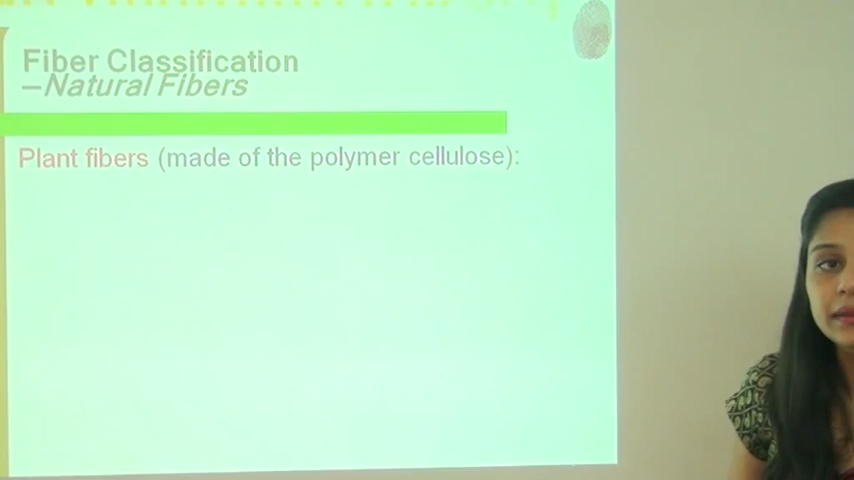 Fiber Classification
–Natural Fibers
Plant fibers (made of the polymer cellulose):